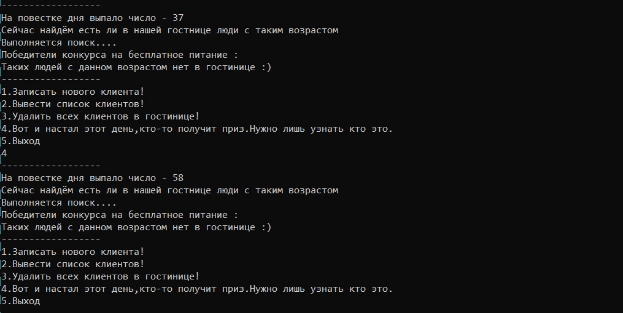 ------------------
На повестке дня выпало число - 37
Сейчас найдём есть ли в нашей гостнице люди с таким возрастом
Выполняется поиск....
Победители конкурса на бесплатное питание :
Таких людей с данном возрастом нет в гостинице :)
------------------
1.Записать нового клиента!
2.Вывести список клиентов!
3.Удалить всех клиентов в гостинице!
4.Вот и настал этот день,кто-то получит приз.Нужно лишь узнать кто это.
5.Выход
4
------------------
На повестке дня выпало число - 58
Сейчас найдём есть ли в нашей гостнице люди с таким возрастом
Выполняется поиск....
Победители конкурса на бесплатное питание :
Таких людей с данном возрастом нет в гостинице :)
------------------
1.Записать нового клиента!
2.Вывести список клиентов!
3.Удалить всех клиентов в гостинице!
4.Вот и настал этот день,кто-то получит приз.Нужно лишь узнать кто это.
5.Выход